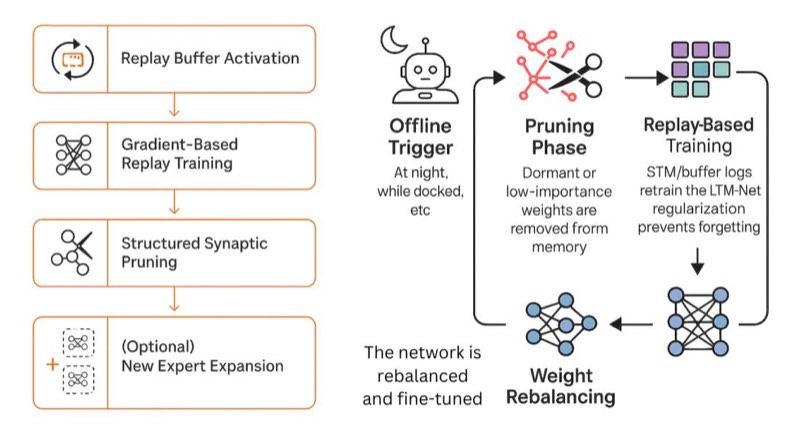 Replay Buffer Activation
Gradient-Based
Replay Training
Structured Synaptic
Pruning
(Optional)
New Expert Expansion
Offline
Trigger
At night,
while docked,
etc
Pruning
Phase
Dormant or
low-importance
weights are
removed frorm
memory
Replay-Based
Training
STM/buffer logs
retrain the LTM-Net
regularization
prevents forgetting
The network is
rebalanced
and fine-tuned
Weight
Rebalancing